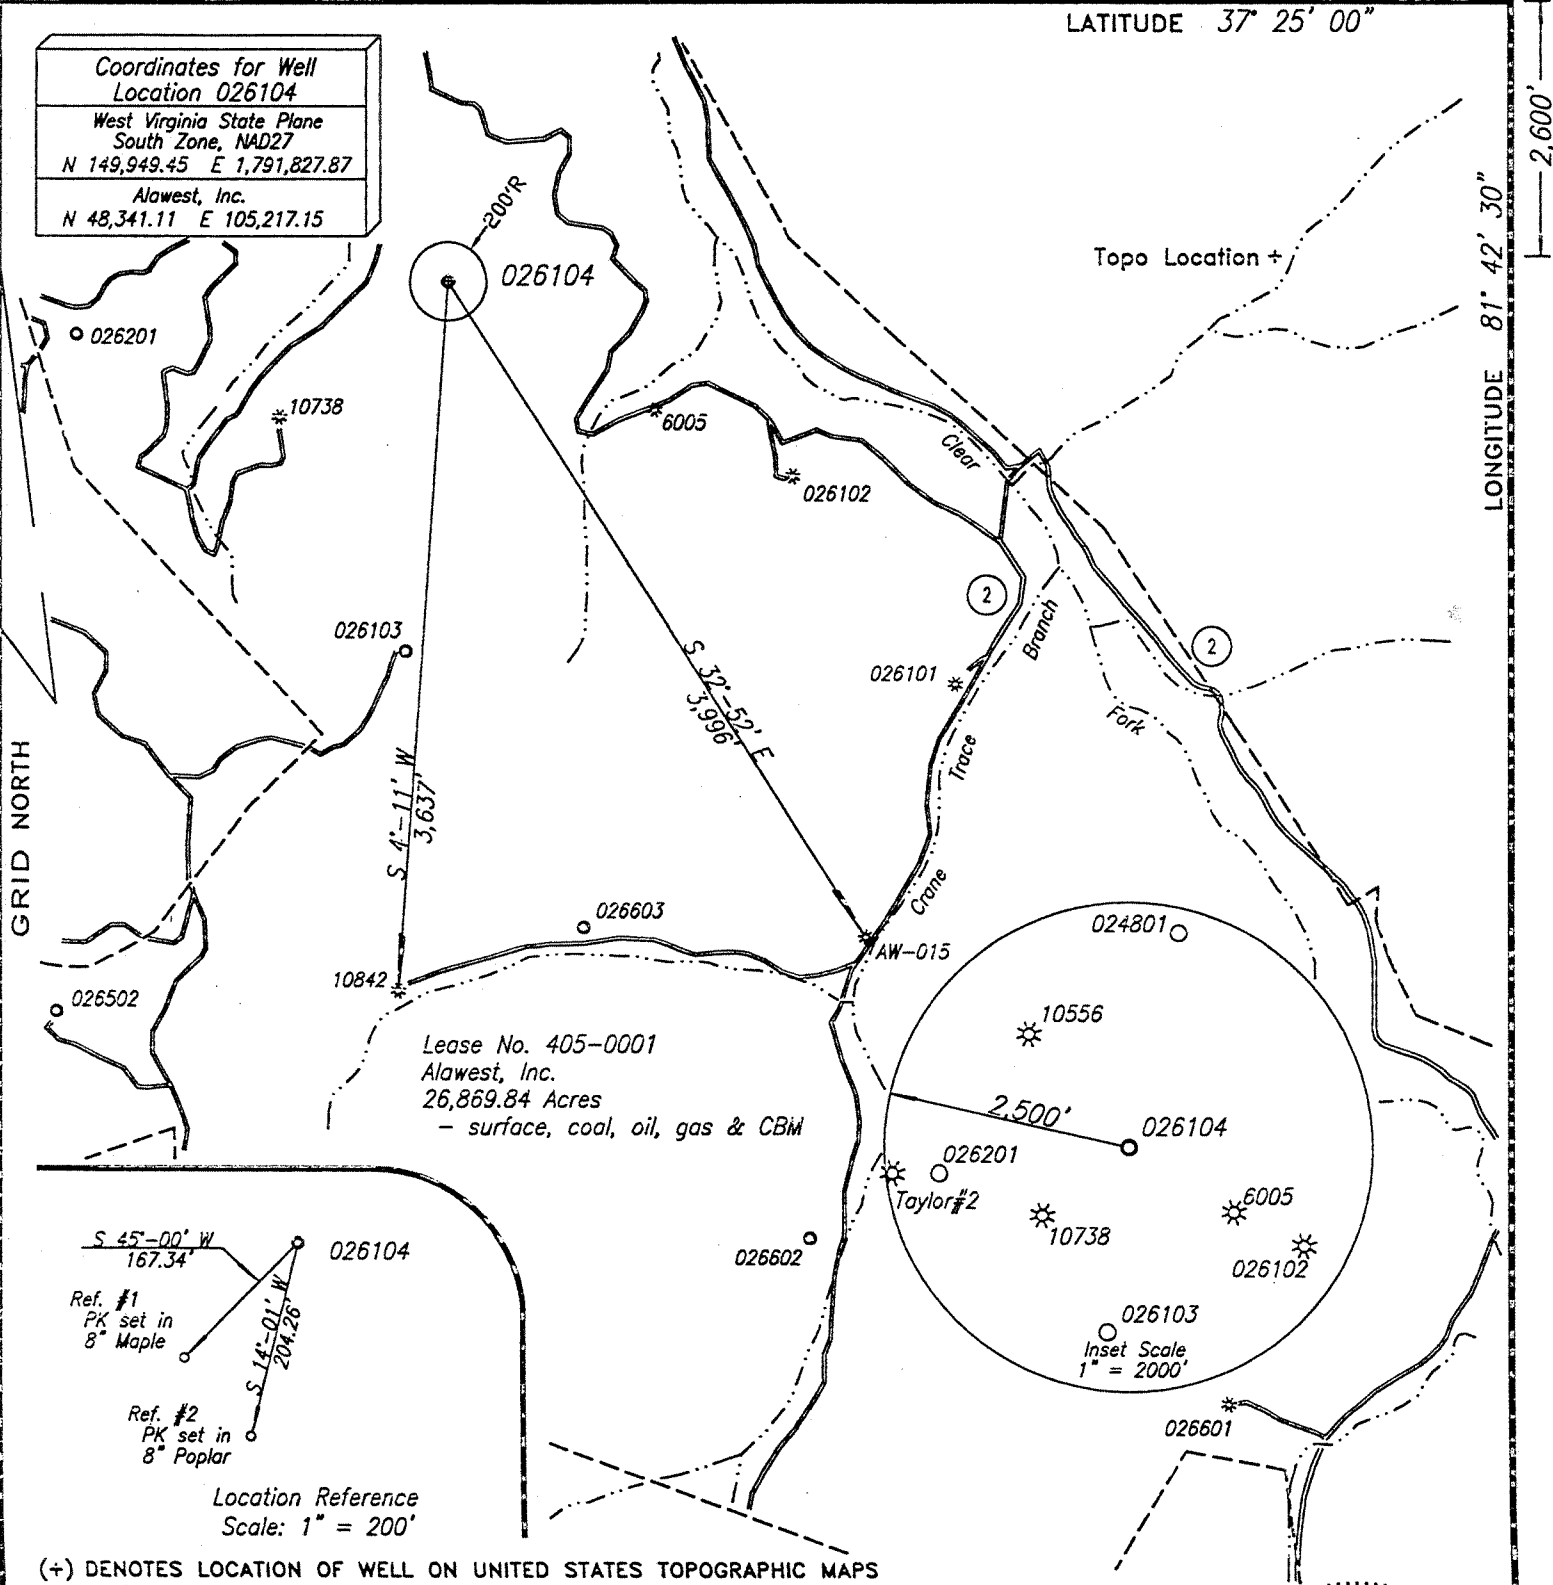 LATITUDE 37° 25' 00"
2,600'
Coordinates for Well
Location 026104
West Virginia State Plane
South Zone, NAD27
N 149,949.45 E 1,791,827.87
Alawest, Inc.
N 48,341.11 E 105,217.15
200'R
026104
LONGITUDE 81° 42' 30"
Topo Location +
026201
10738
6005
Clear
026102
2
Branch
026103
2
S 32°-52' E
3,996'
026101
Fork
Trace
S 4°-11' W
3,637'
GRID NORTH
Crane
026603
024801
AW-015
10842
026502
10556
Lease No. 405-0001
Alawest, Inc.
26,869.84 Acres
- surface, coal, oil, gas & CBM
2,500'
026104
026201
Taylor#2
6005
10738
026102
S 45°-00' W
167.34'
026104
026602
Ref. #1
PK set in
8" Maple
S 14°-01' W
204.26'
026103
Inset Scale
1" = 2000'
Ref. #2
PK set in
8" Poplar
026601
Location Reference
Scale: 1" = 200'
(+) DENOTES LOCATION OF WELL ON UNITED STATES TOPOGRAPHIC MAPS